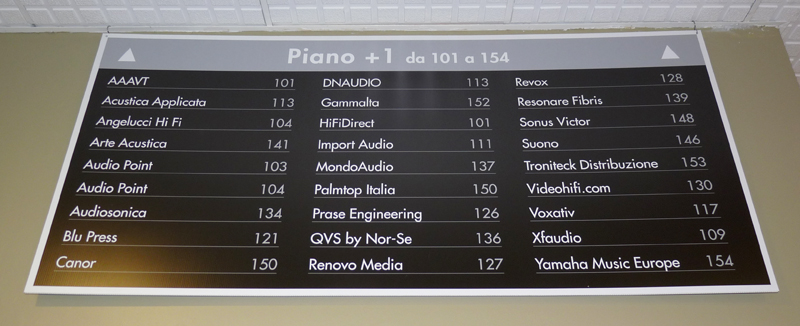 Piano +1 da 101 a 154
AAAVT 101
Acustica Applicata 113
Angelucci Hi Fi 104
Arte Acustica 141
Audio Point 103
Audio Point 104
Audiosonica 134
Blu Press 121
Canor 150
DNAUDIO 113
Gammalta 152
HiFiDirect 101
Import Audio 111
MondoAudio 137
Palmtop Italia 150
Prase Engineering 126
QVS by Nor-Se 136
Renovo Media 127
Revox 128
Resonare Fibris 139
Sonus Victor 148
Suono 146
Troniteck Distribuzione 153
Videohifi.com 130
Voxativ 117
Xfaudio 109
Yamaha Music Europe 154